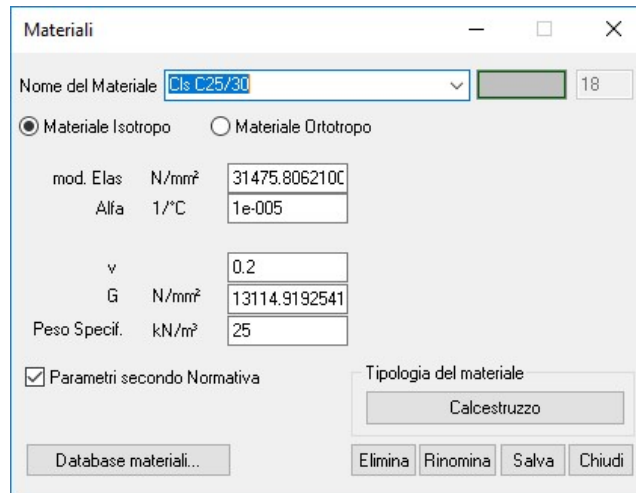 Materiali
Nome del Materiale Cls C25/30 18
Materiale Isotropo Materiale Ortotropo
mod. Elas N/mm² 31475.8062100
Alfa 1/°C 1e-005
v 0.2
G N/mm² 13114.9192541
Peso Specif. kN/m³ 25
Parametri secondo Normativa
Tipologia del materiale
Calcestruzzo
Database materiali... Elimina Rinomina Salva Chiudi